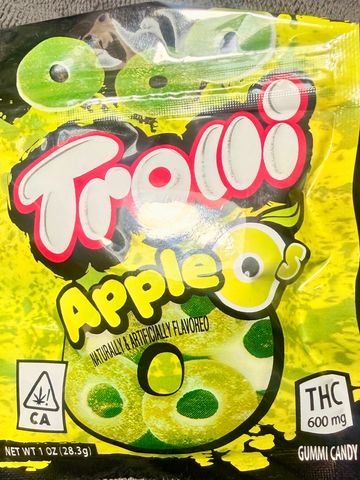 Trolli
Apple O's
NATURALLY & ARTIFICIALLY FLAVORED
CA
THC
600 mg
NET WT 1 OZ (28.3g)
GUMMI CANDY